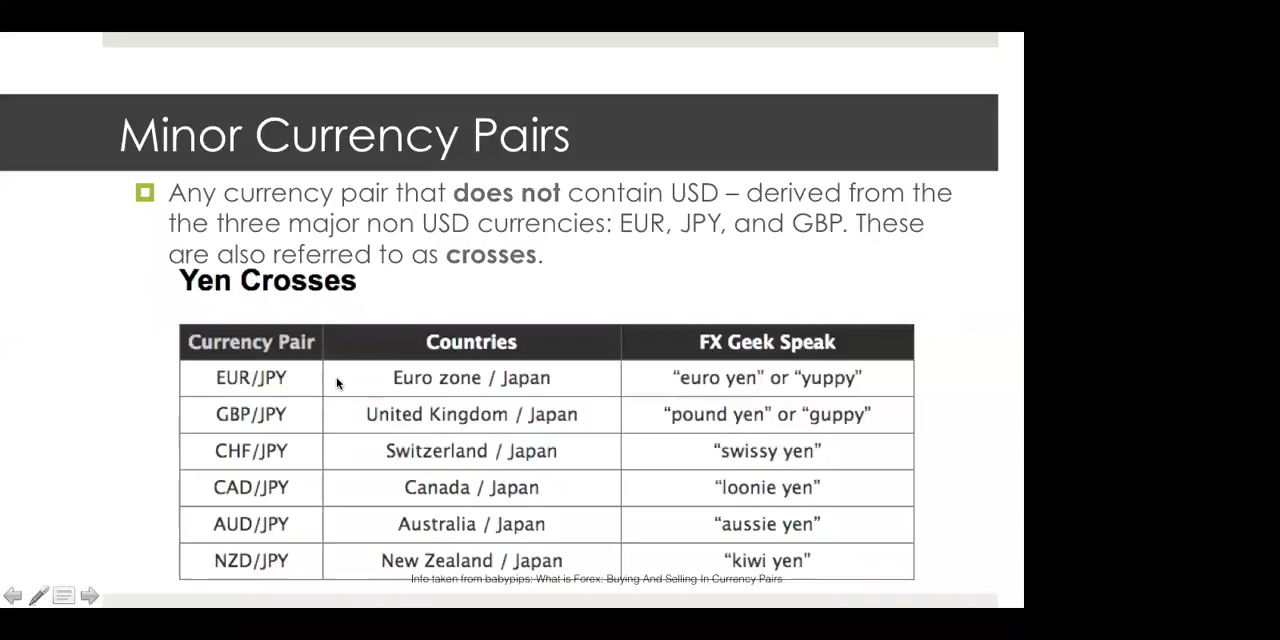 Minor Currency Pairs
Any currency pair that does not contain USD – derived from the
the three major non USD currencies: EUR, JPY, and GBP. These
are also referred to as crosses.
Yen Crosses
Currency Pair Countries FX Geek Speak
EUR/JPY Euro zone / Japan “euro yen” or “yuppy”
GBP/JPY United Kingdom / Japan “pound yen” or “guppy”
CHF/JPY Switzerland / Japan “swissy yen”
CAD/JPY Canada / Japan “loonie yen”
AUD/JPY Australia / Japan “aussie yen”
NZD/JPY New Zealand / Japan “kiwi yen”
Info taken from babypips: What is Forex: Buying And Selling In Currency Pairs